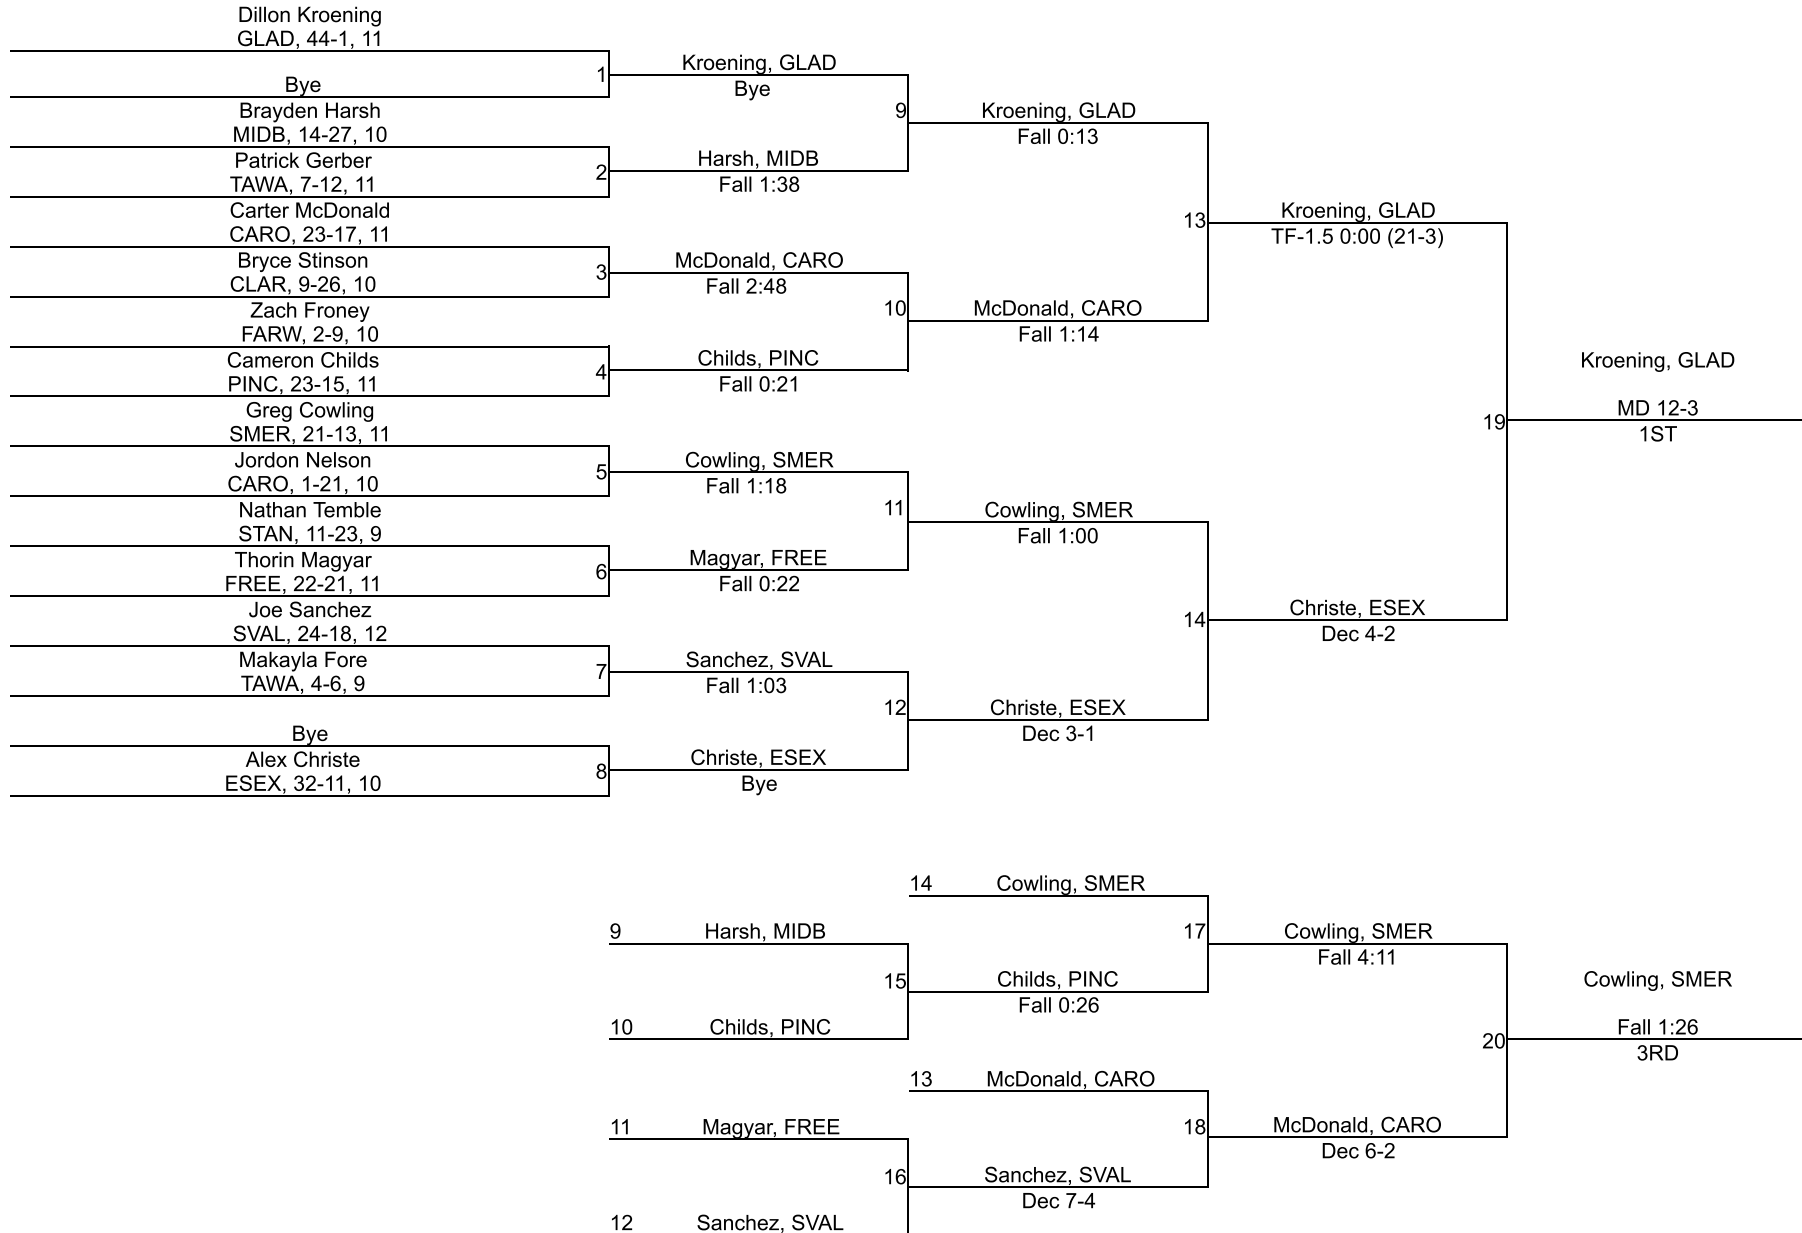 Dillon Kroening
GLAD, 44-1, 11
Bye
1
Kroening, GLAD
Bye
Brayden Harsh
MIDB, 14-27, 10
Patrick Gerber
TAWA, 7-12, 11
2
Harsh, MIDB
Fall 1:38
9
Kroening, GLAD
Fall 0:13
Carter McDonald
CARO, 23-17, 11
Bryce Stinson
CLAR, 9-26, 10
3
McDonald, CARO
Fall 2:48
Zach Froney
FARW, 2-9, 10
Cameron Childs
PINC, 23-15, 11
4
Childs, PINC
Fall 0:21
10
McDonald, CARO
Fall 1:14
13
Kroening, GLAD
TF-1.5 0:00 (21-3)
Greg Cowling
SMER, 21-13, 11
Jordon Nelson
CARO, 1-21, 10
5
Cowling, SMER
Fall 1:18
Nathan Temble
STAN, 11-23, 9
Thorin Magyar
FREE, 22-21, 11
6
Magyar, FREE
Fall 0:22
11
Cowling, SMER
Fall 1:00
Joe Sanchez
SVAL, 24-18, 12
Makayla Fore
TAWA, 4-6, 9
7
Sanchez, SVAL
Fall 1:03
Bye
Alex Christe
ESEX, 32-11, 10
8
Christe, ESEX
Bye
12
Christe, ESEX
Dec 3-1
14
Christe, ESEX
Dec 4-2
19
Kroening, GLAD
MD 12-3
1ST
14
Cowling, SMER
9
Harsh, MIDB
10
Childs, PINC
15
Childs, PINC
Fall 0:26
17
Cowling, SMER
Fall 4:11
13
McDonald, CARO
11
Magyar, FREE
12
Sanchez, SVAL
16
Sanchez, SVAL
Dec 7-4
18
McDonald, CARO
Dec 6-2
20
Cowling, SMER
Fall 1:26
3RD